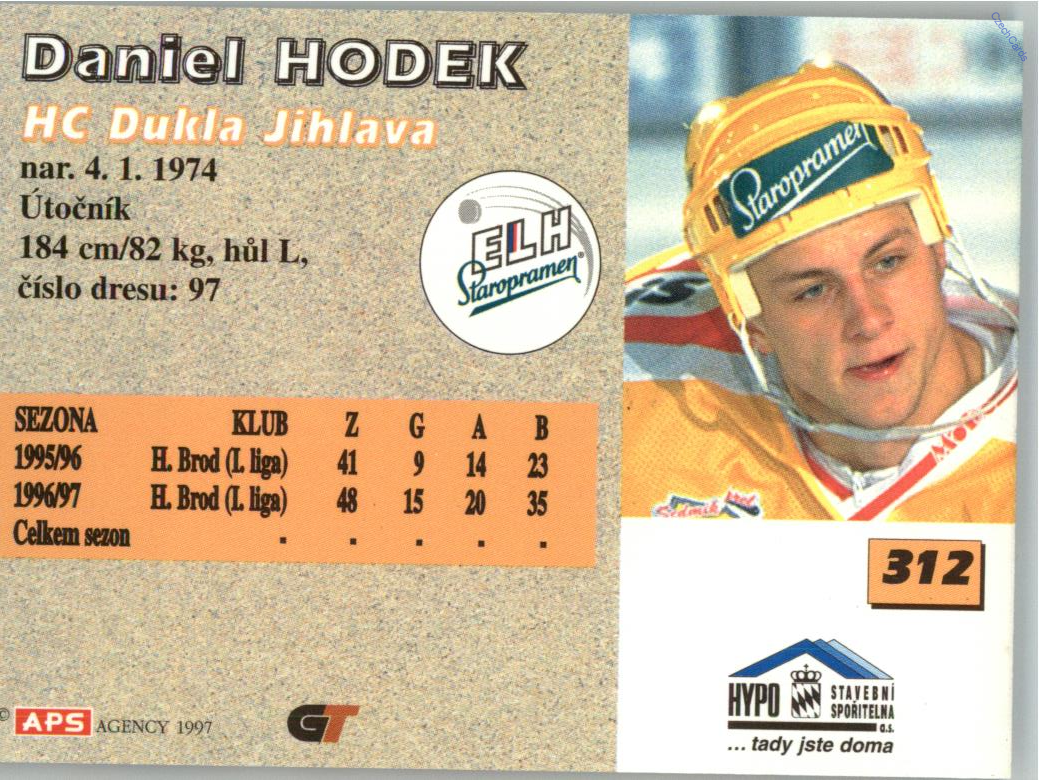 Daniel HODEK
HC Dukla Jihlava
nar. 4. 1. 1974
Útočník
184 cm/82 kg, hůl L,
číslo dresu: 97
ELH
Staropramen®
SEZONA KLUB Z G A B
1995/96 H. Brod (I. liga) 41 9 14 23
1996/97 H. Brod (I. liga) 48 15 20 35
Celkem sezon . . . . .
© APS AGENCY 1997
GT
CzechCards
Staropramen
MOT
312
HYPO STAVEBNÍ
SPOŘITELNA
a.s.
... tady jste doma